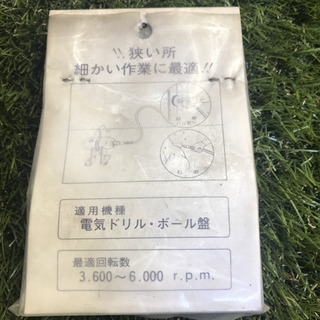 !!狭い所
細かい作業に最適!!
適用機種
電気ドリル・ボール盤
最適回転数
3.600～6.000 r.p.m.